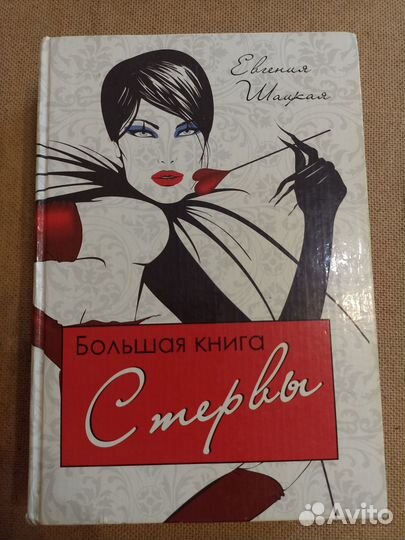 Евгения
Шацкая
Большая книга
Стервы
Avito